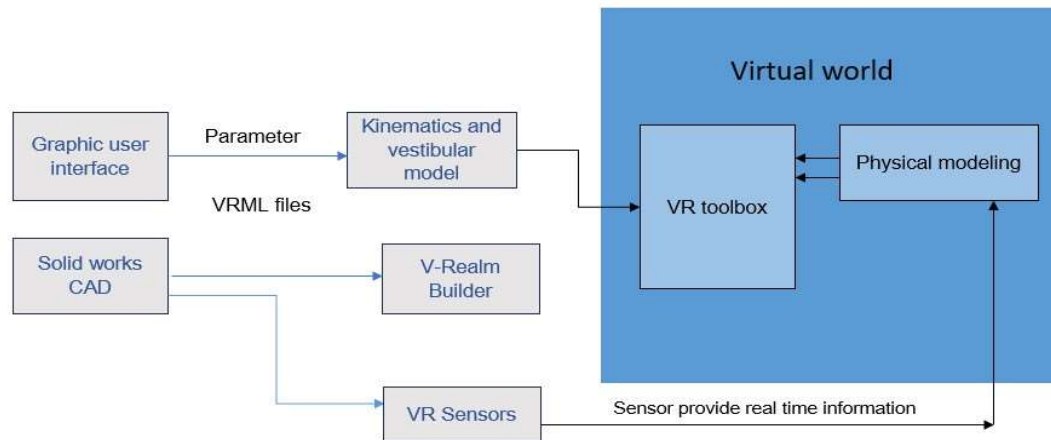 Virtual world
Graphic user
interface
Parameter
Kinematics and
vestibular
model
VR toolbox
Physical modeling
VRML files
Solid works
CAD
V-Realm
Builder
VR Sensors
Sensor provide real time information